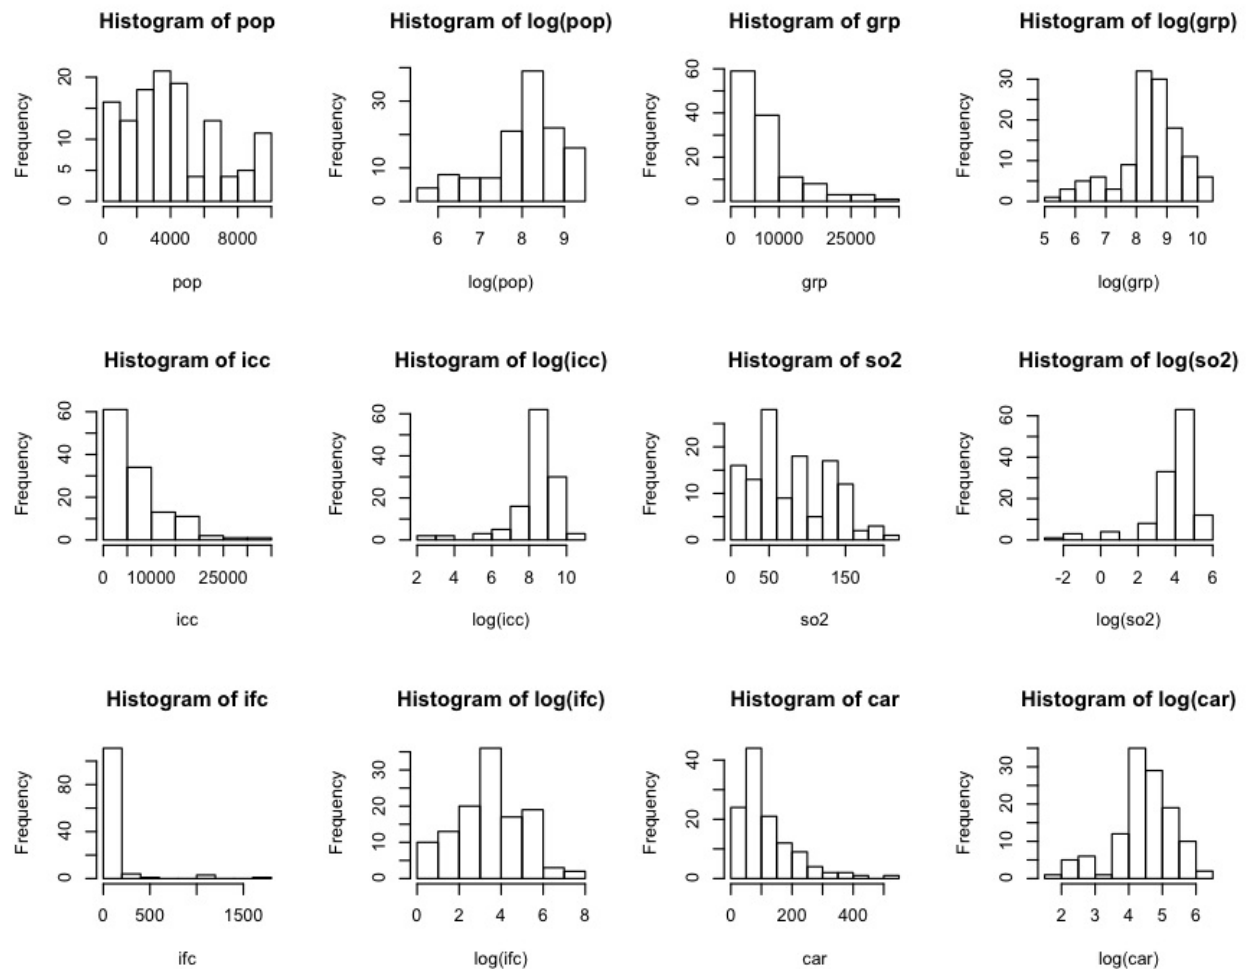 Histogram of pop
Frequency
0 5 10 20
0 4000 8000
pop
Histogram of log(pop)
Frequency
0 10 30
6 7 8 9
log(pop)
Histogram of grp
Frequency
0 20 40 60
0 10000 25000
grp
Histogram of log(grp)
Frequency
0 10 20 30
5 6 7 8 9 10
log(grp)
Histogram of icc
Frequency
0 20 40 60
0 10000 25000
icc
Histogram of log(icc)
Frequency
0 20 40 60
2 4 6 8 10
log(icc)
Histogram of so2
Frequency
0 10 20
0 50 150
so2
Histogram of log(so2)
Frequency
0 20 40 60
-2 0 2 4 6
log(so2)
Histogram of ifc
Frequency
0 40 80
0 500 1500
ifc
Histogram of log(ifc)
Frequency
0 10 20 30
0 2 4 6 8
log(ifc)
Histogram of car
Frequency
0 20 40
0 200 400
car
Histogram of log(car)
Frequency
0 10 20 30
2 3 4 5 6
log(car)